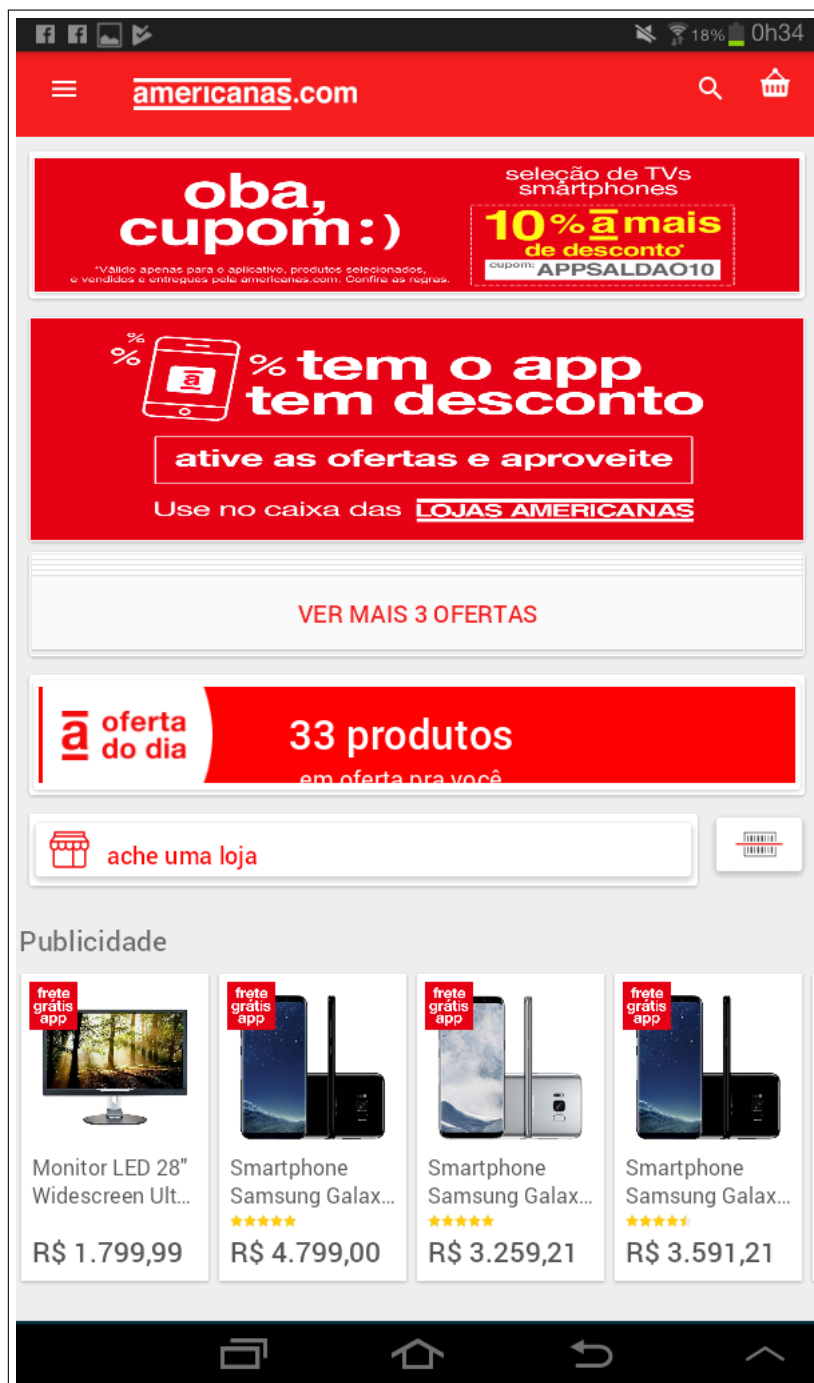 18% 0h34
americanas.com
oba,
cupom:)
*Válido apenas para o aplicativo, produtos selecionados,
e vendidos e entregues pela americanas.com. Confira as regras.
seleção de TVs
smartphones
10% a mais
de desconto*
cupom: APPSALDAO10
% %
a
% tem o app
tem desconto
ative as ofertas e aproveite
Use no caixa das LOJAS AMERICANAS
VER MAIS 3 OFERTAS
a oferta
do dia
33 produtos
em oferta pra você
ache uma loja
Publicidade
frete
grátis
app
Monitor LED 28"
Widescreen Ult...
R$ 1.799,99
frete
grátis
app
Smartphone
Samsung Galax...
R$ 4.799,00
frete
grátis
app
Smartphone
Samsung Galax...
R$ 3.259,21
frete
grátis
app
Smartphone
Samsung Galax...
R$ 3.591,21